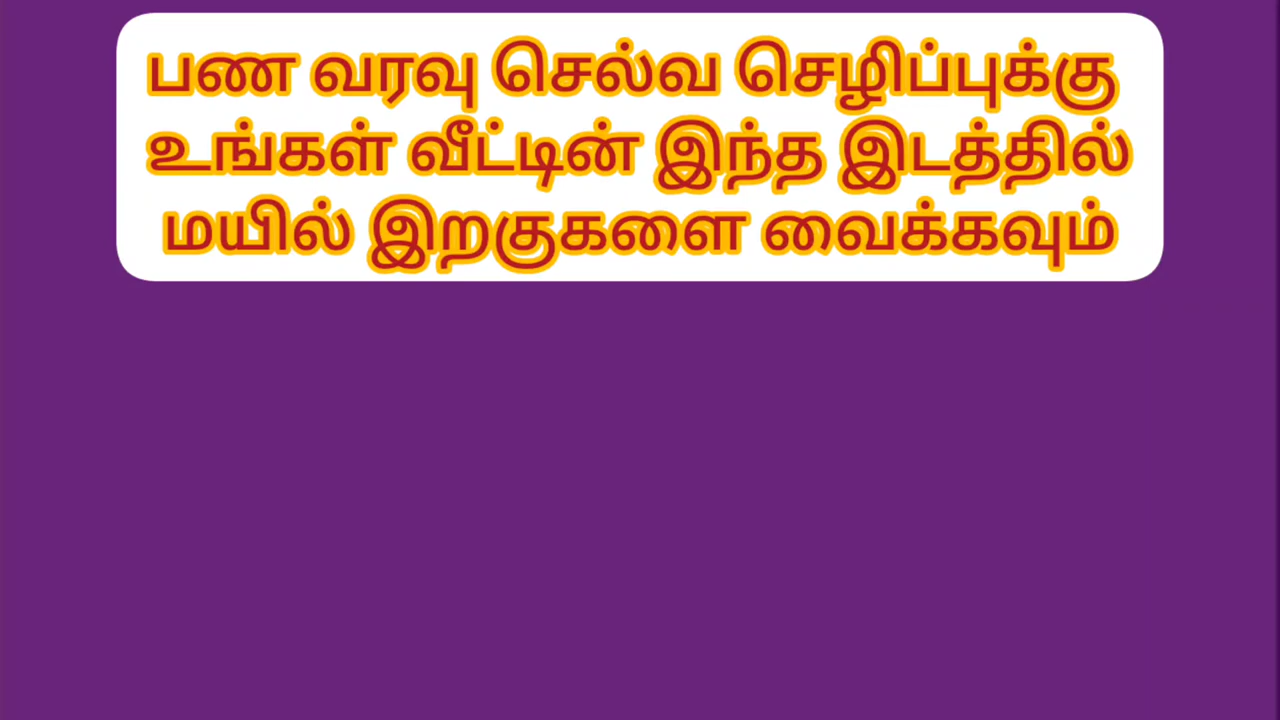 பண வரவு செல்வ செழிப்புக்கு
உங்கள் வீட்டின் இந்த இடத்தில்
மயில் இறகுகளை வைக்கவும்